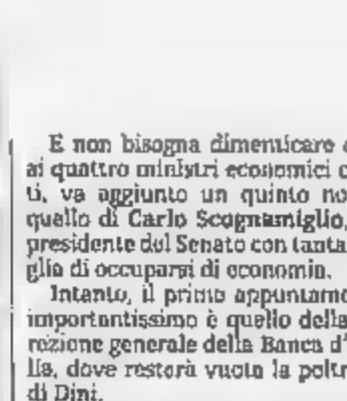 E non bisogna dimenticare
ai quattro ministri economici
ti, va aggiunto un quinto no
quello di Carlo Scognamiglio,
presidente del Senato con tanta
glia di occuparsi di economia.
Intanto, il primo appuntame
importantissimo è quello della
rezione generale della Banca d'
lia, dove resterà vuota la poltr
di Dini.